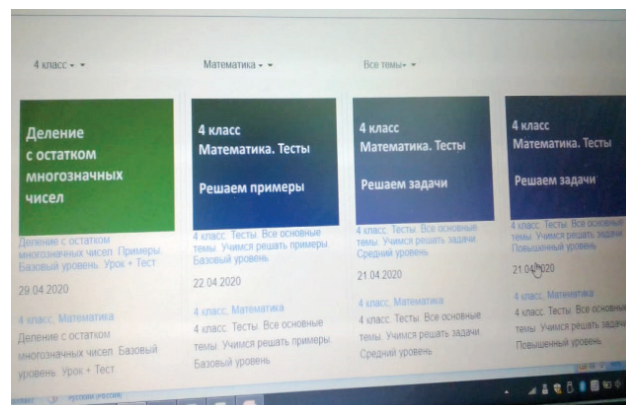 4 класс
Математика
Все темы
Деление
с остатком
многозначных
чисел
Деление с остатком
многозначных чисел. Примеры.
Базовый уровень. Урок + Тест
29.04.2020
4 класс, Математика
Деление с остатком
многозначных чисел. Базовый
уровень. Урок + Тест
4 класс
Математика. Тесты
Решаем примеры
4 класс. Тесты. Все основные
темы. Учимся решать примеры.
Базовый уровень
22.04.2020
4 класс, Математика
4 класс. Тесты. Все основные
темы. Учимся решать примеры.
Базовый уровень
4 класс
Математика. Тесты
Решаем задачи
4 класс. Тесты. Все основные
темы. Учимся решать задачи.
Средний уровень
21.04.2020
4 класс, Математика
4 класс. Тесты. Все основные
темы. Учимся решать задачи.
Средний уровень
4 класс
Математика. Тесты
Решаем задачи
4 класс. Тесты. Все основные
темы. Учимся решать задачи.
Повышенный уровень
21.04.2020
4 класс, Математика
4 класс. Тесты. Все основные
темы. Учимся решать задачи.
Повышенный уровень